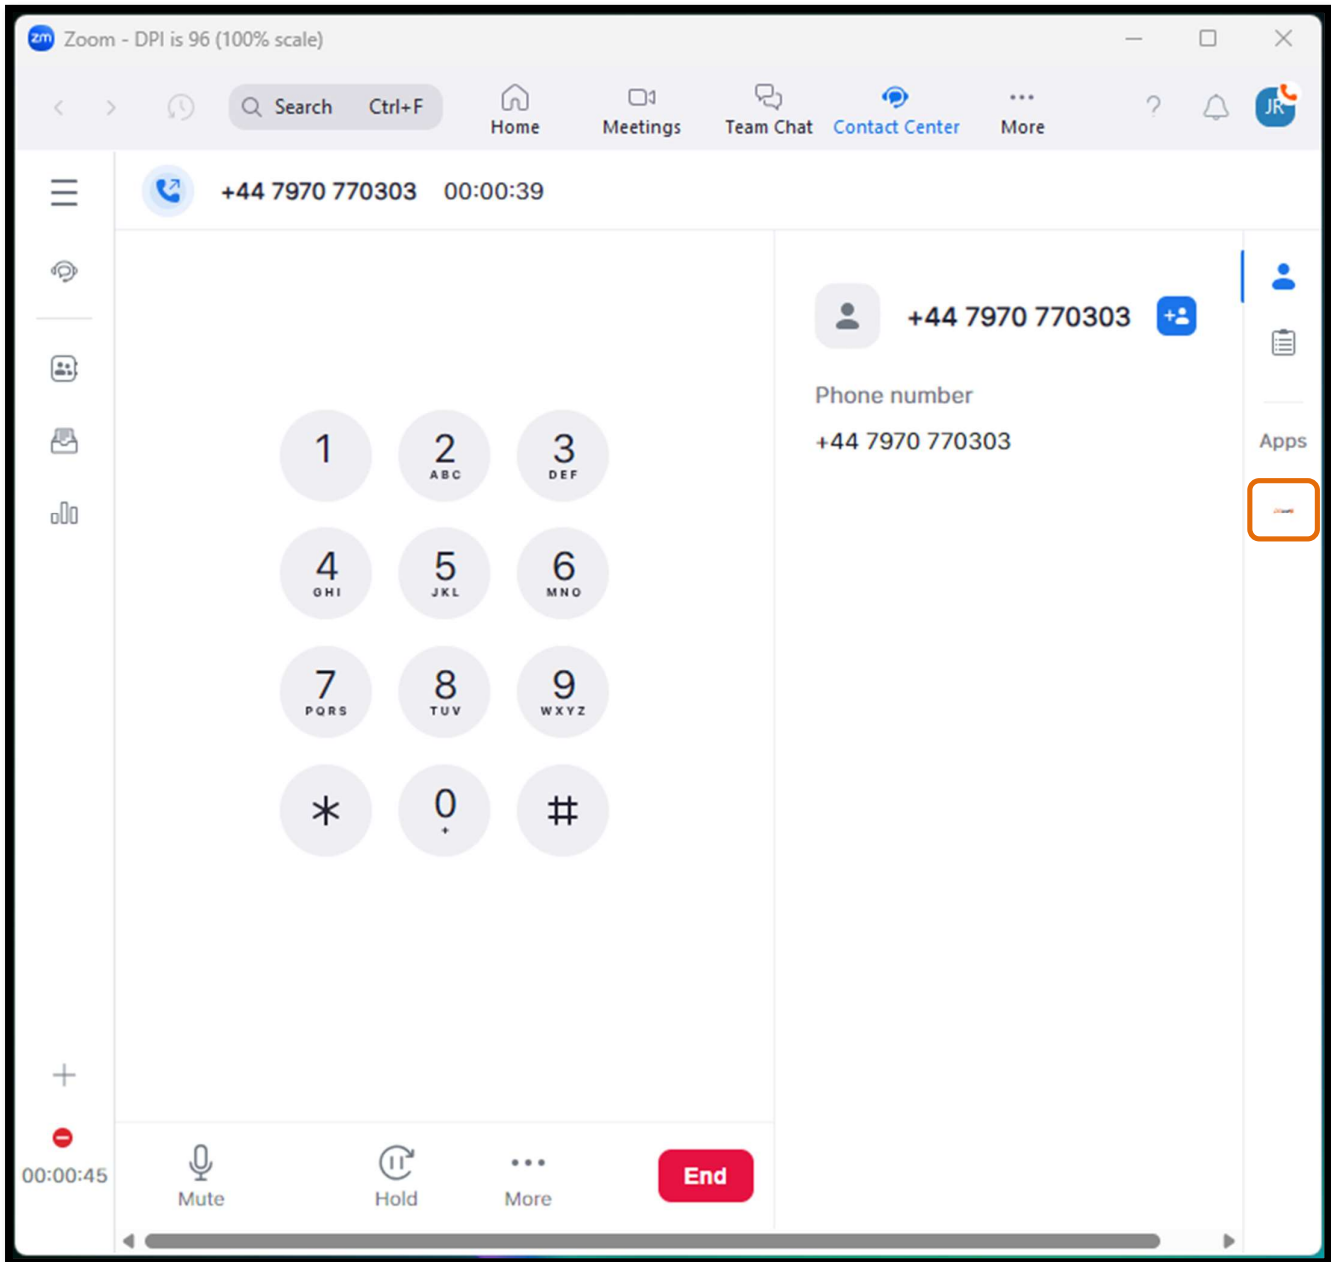 zm Zoom - DPI is 96 (100% scale)
Search Ctrl+F
Home Meetings Team Chat Contact Center More
? JR
+44 7970 770303 00:00:39
+44 7970 770303
Phone number
+44 7970 770303
Apps
1 2 3
ABC DEF
4 5 6
GHI JKL MNO
7 8 9
PQRS TUV WXYZ
* 0 #
+
00:00:45
Mute Hold More End